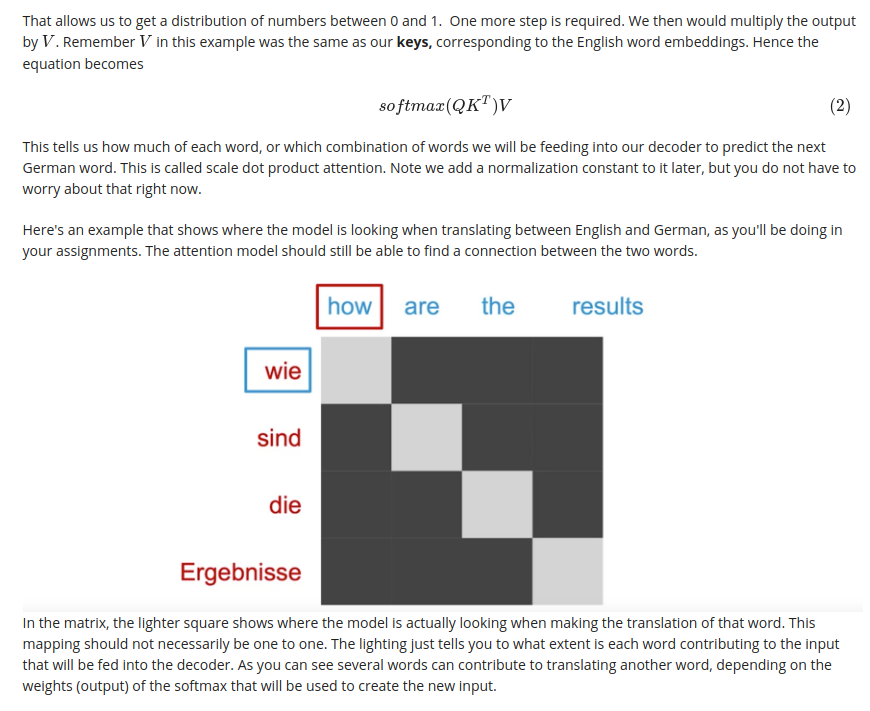 That allows us to get a distribution of numbers between 0 and 1.  One more step is required. We then would multiply the output
by V. Remember V in this example was the same as our keys, corresponding to the English word embeddings. Hence the
equation becomes
softmax(QK^T)V (2)
This tells us how much of each word, or which combination of words we will be feeding into our decoder to predict the next
German word. This is called scale dot product attention. Note we add a normalization constant to it later, but you do not have to
worry about that right now.
Here's an example that shows where the model is looking when translating between English and German, as you'll be doing in
your assignments. The attention model should still be able to find a connection between the two words.
how are the results
wie
sind
die
Ergebnisse
In the matrix, the lighter square shows where the model is actually looking when making the translation of that word. This
mapping should not necessarily be one to one. The lighting just tells you to what extent is each word contributing to the input
that will be fed into the decoder. As you can see several words can contribute to translating another word, depending on the
weights (output) of the softmax that will be used to create the new input.